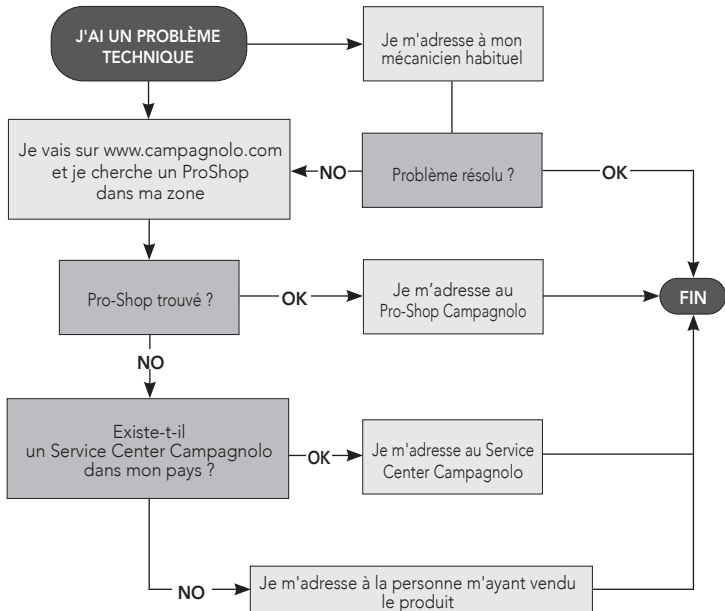 J'AI UN PROBLÈME
TECHNIQUE
Je m'adresse à mon
mécanicien habituel
Je vais sur www.campagnolo.com
et je cherche un ProShop
dans ma zone
NO
Problème résolu ?
OK
Pro-Shop trouvé ?
OK
Je m’adresse au
Pro-Shop Campagnolo
FIN
NO
Existe-t-il
un Service Center Campagnolo
dans mon pays ?
OK
Je m'adresse au Service
Center Campagnolo
NO
Je m'adresse à la personne m'ayant vendu
le produit